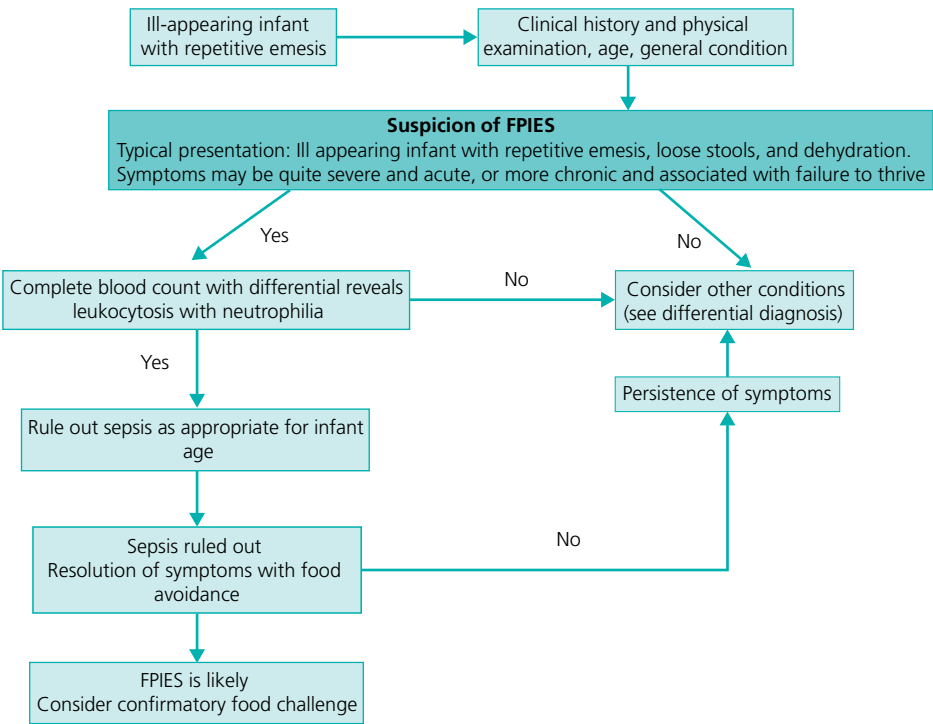 Ill-appearing infant
with repetitive emesis
Clinical history and physical
examination, age, general condition
Suspicion of FPIES
Typical presentation: Ill appearing infant with repetitive emesis, loose stools, and dehydration.
Symptoms may be quite severe and acute, or more chronic and associated with failure to thrive
Yes
No
Complete blood count with differential reveals
leukocytosis with neutrophilia
No
Consider other conditions
(see differential diagnosis)
Yes
Persistence of symptoms
Rule out sepsis as appropriate for infant
age
Sepsis ruled out
Resolution of symptoms with food
avoidance
No
FPIES is likely
Consider confirmatory food challenge